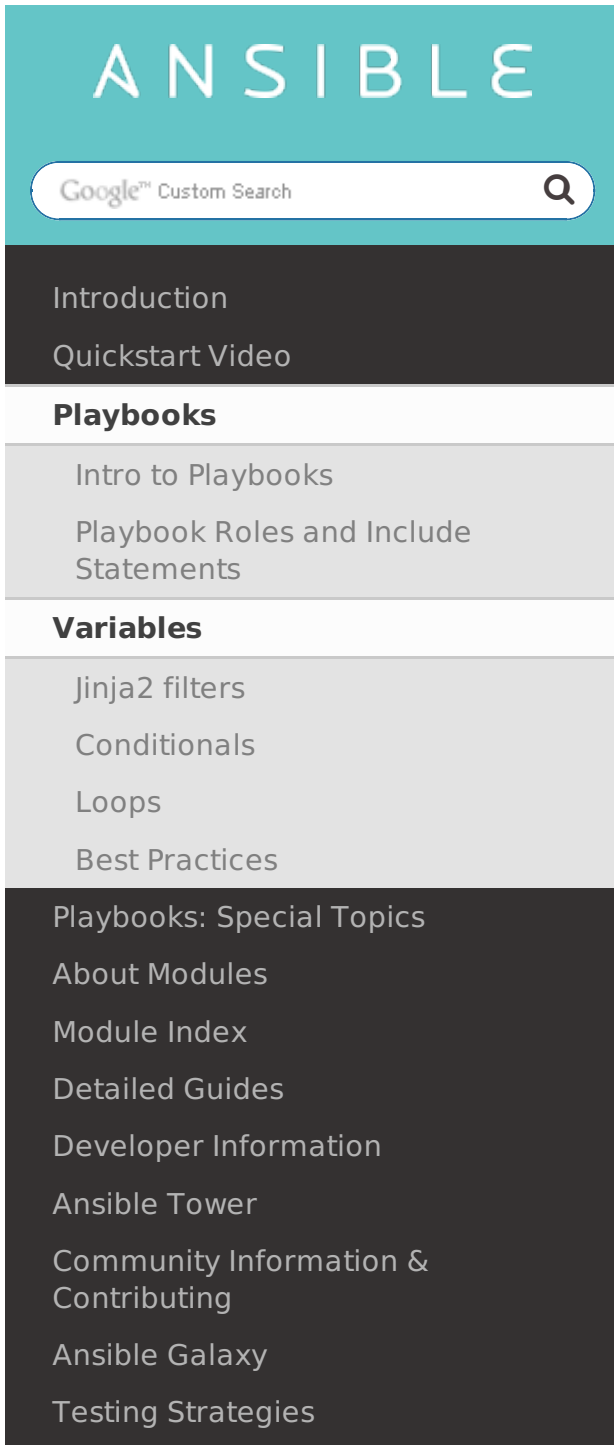 ANSIBLE
Google™ Custom Search
Introduction
Quickstart Video
Playbooks
Intro to Playbooks
Playbook Roles and Include
Statements
Variables
Jinja2 filters
Conditionals
Loops
Best Practices
Playbooks: Special Topics
About Modules
Module Index
Detailed Guides
Developer Information
Ansible Tower
Community Information &
Contributing
Ansible Galaxy
Testing Strategies